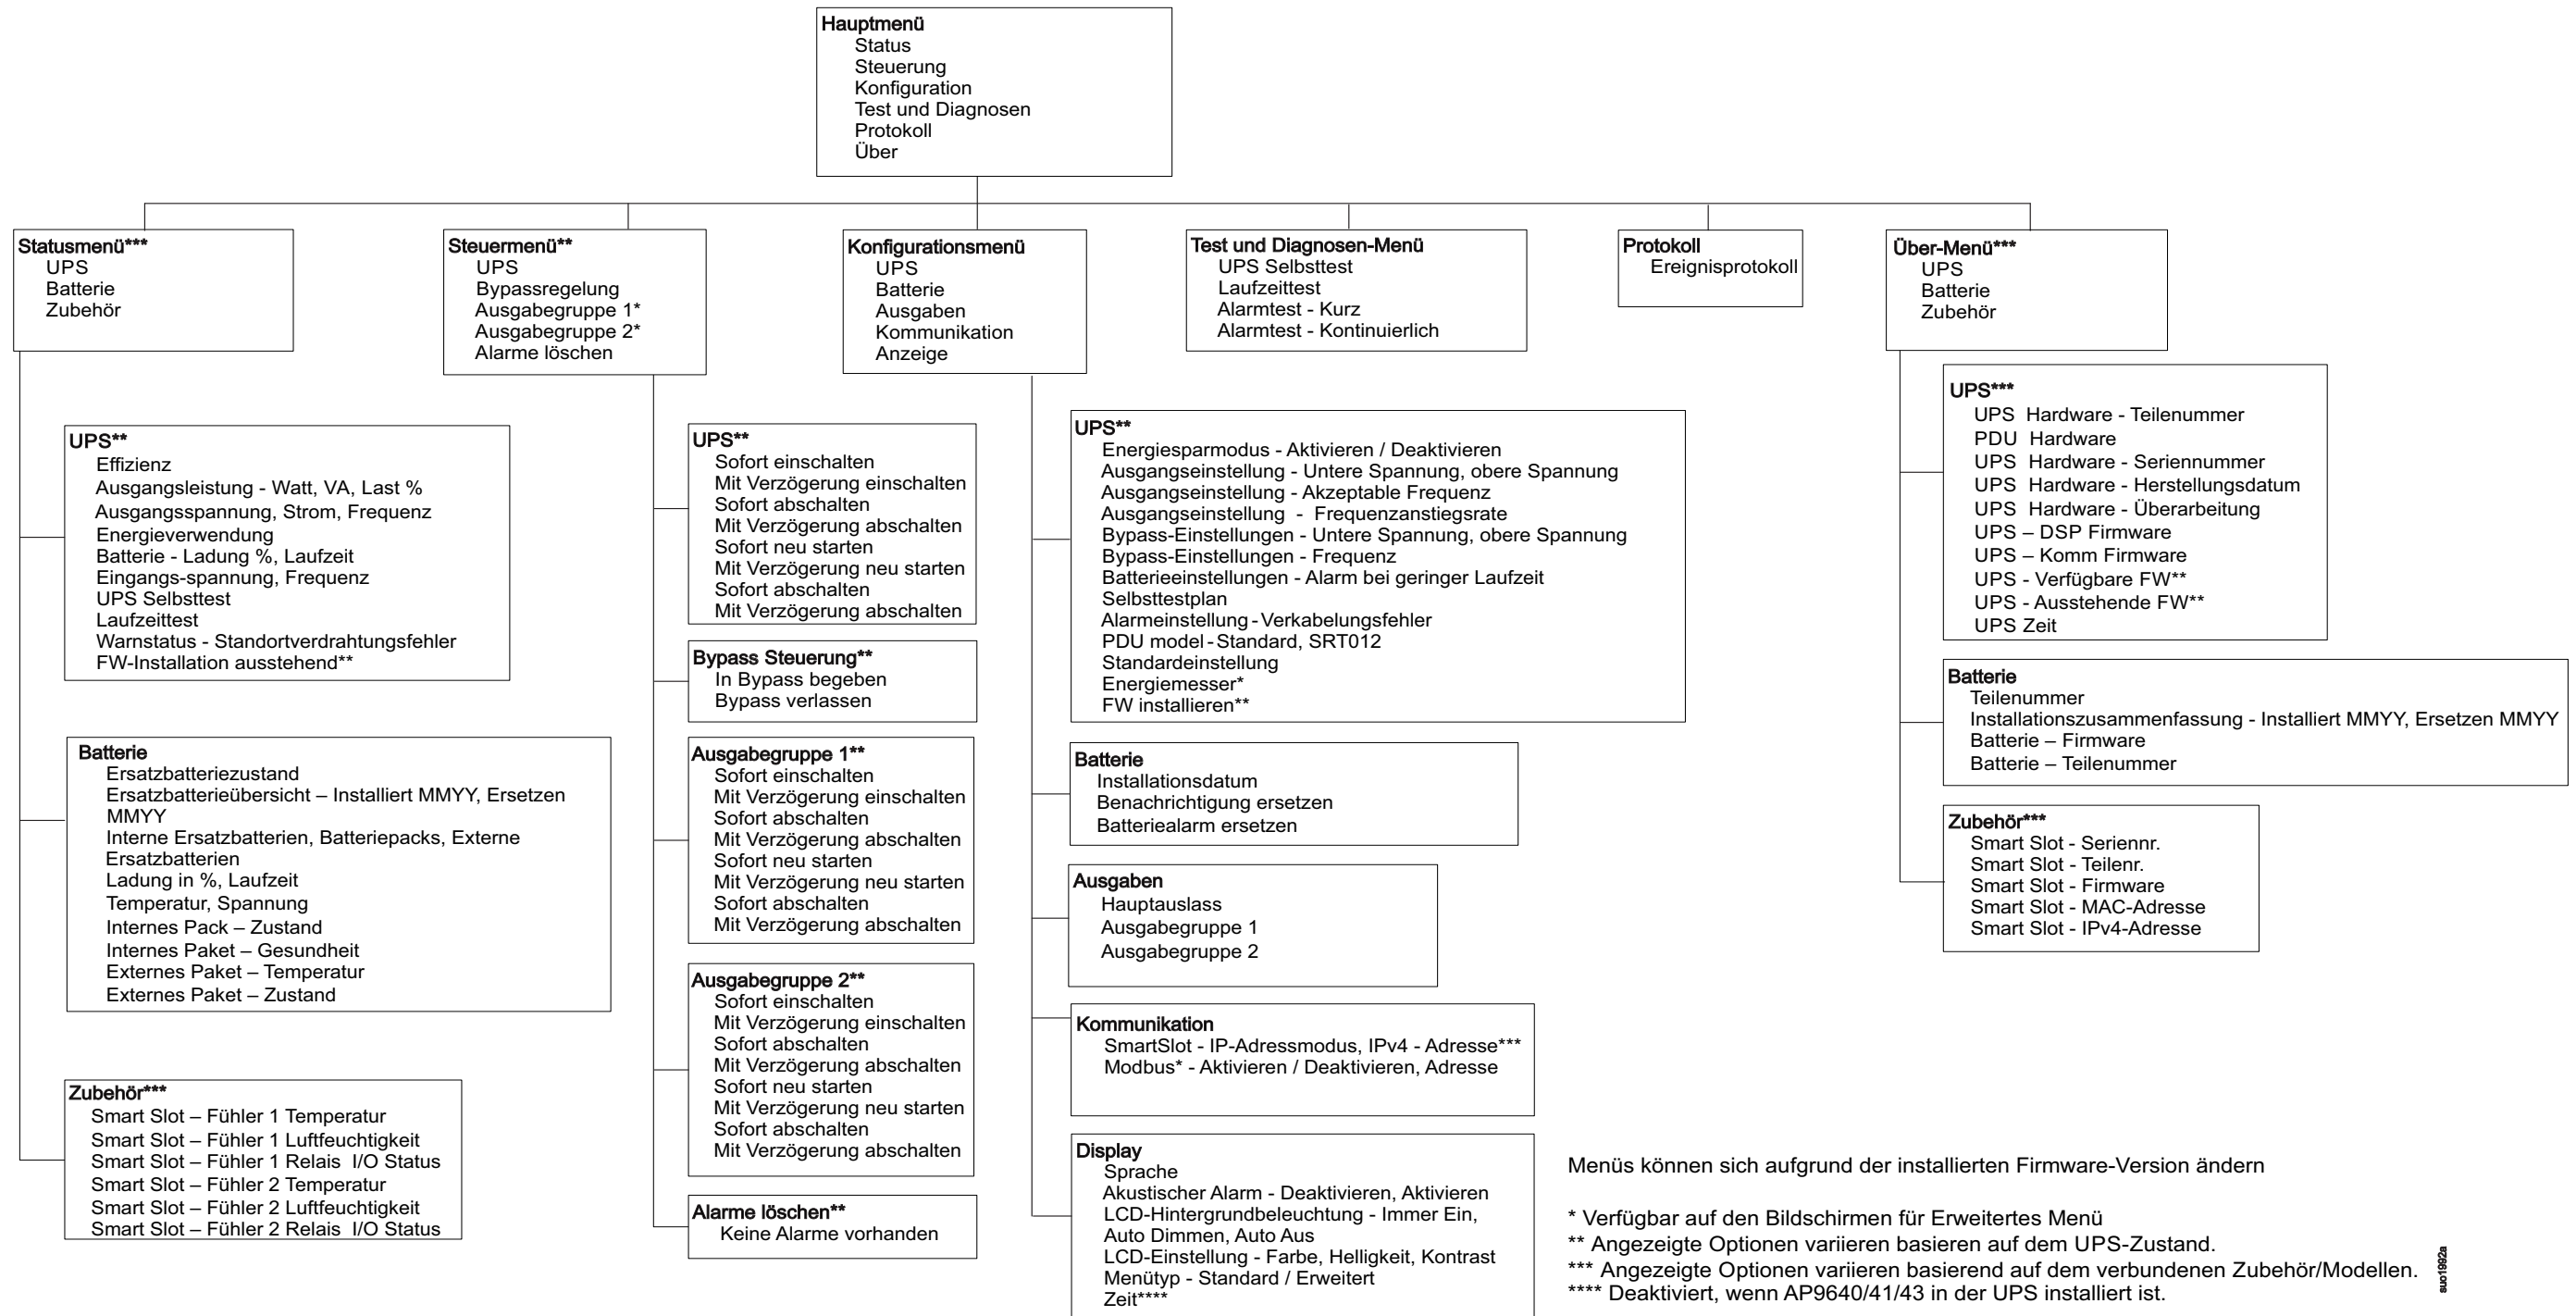 Hauptmenü
Status
Steuerung
Konfiguration
Test und Diagnosen
Protokoll
Über
Statusmenü***
UPS
Batterie
Zubehör
Steuermenü**
UPS
Bypassregelung
Ausgabegruppe 1*
Ausgabegruppe 2*
Alarme löschen
Konfigurationsmenü
UPS
Batterie
Ausgaben
Kommunikation
Anzeige
Test und Diagnosen-Menü
UPS Selbsttest
Laufzeittest
Alarmtest - Kurz
Alarmtest - Kontinuierlich
Protokoll
Ereignisprotokoll
Über-Menü***
UPS
Batterie
Zubehör
UPS**
Effizienz
Ausgangsleistung - Watt, VA, Last %
Ausgangsspannung, Strom, Frequenz
Energieverwendung
Batterie - Ladung %, Laufzeit
Eingangs-spannung, Frequenz
UPS Selbsttest
Laufzeittest
Warnstatus - Standortverdrahtungsfehler
FW-Installation ausstehend**
Batterie
Ersatzbatteriezustand
Ersatzbatterieübersicht – Installiert MMYY, Ersetzen
MMYY
Interne Ersatzbatterien, Batteriepacks, Externe
Ersatzbatterien
Ladung in %, Laufzeit
Temperatur, Spannung
Internes Pack – Zustand
Internes Paket – Gesundheit
Externes Paket – Temperatur
Externes Paket – Zustand
Zubehör***
Smart Slot – Fühler 1 Temperatur
Smart Slot – Fühler 1 Luftfeuchtigkeit
Smart Slot – Fühler 1 Relais I/O Status
Smart Slot – Fühler 2 Temperatur
Smart Slot – Fühler 2 Luftfeuchtigkeit
Smart Slot – Fühler 2 Relais I/O Status
UPS**
Sofort einschalten
Mit Verzögerung einschalten
Sofort abschalten
Mit Verzögerung abschalten
Sofort neu starten
Mit Verzögerung neu starten
Sofort abschalten
Mit Verzögerung abschalten
Bypass Steuerung**
In Bypass begeben
Bypass verlassen
Ausgabegruppe 1**
Sofort einschalten
Mit Verzögerung einschalten
Sofort abschalten
Mit Verzögerung abschalten
Sofort neu starten
Mit Verzögerung neu starten
Sofort abschalten
Mit Verzögerung abschalten
Ausgabegruppe 2**
Sofort einschalten
Mit Verzögerung einschalten
Sofort abschalten
Mit Verzögerung abschalten
Sofort neu starten
Mit Verzögerung neu starten
Sofort abschalten
Mit Verzögerung abschalten
Alarme löschen**
Keine Alarme vorhanden
UPS**
Energiesparmodus - Aktivieren / Deaktivieren
Ausgangseinstellung - Untere Spannung, obere Spannung
Ausgangseinstellung - Akzeptable Frequenz
Ausgangseinstellung - Frequenzanstiegsrate
Bypass-Einstellungen - Untere Spannung, obere Spannung
Bypass-Einstellungen - Frequenz
Batterieeinstellungen - Alarm bei geringer Laufzeit
Selbsttestplan
Alarmeinstellung - Verkabelungsfehler
PDU model - Standard, SRT012
Standardeinstellung
Energiemesser*
FW installieren**
Batterie
Installationsdatum
Benachrichtigung ersetzen
Batteriealarm ersetzen
Ausgaben
Hauptauslass
Ausgabegruppe 1
Ausgabegruppe 2
Kommunikation
SmartSlot - IP-Adressmodus, IPv4 - Adresse***
Modbus* - Aktivieren / Deaktivieren, Adresse
Display
Sprache
Akustischer Alarm - Deaktivieren, Aktivieren
LCD-Hintergrundbeleuchtung - Immer Ein,
Auto Dimmen, Auto Aus
LCD-Einstellung - Farbe, Helligkeit, Kontrast
Menütyp - Standard / Erweitert
Zeit****
UPS***
UPS Hardware - Teilenummer
PDU Hardware
UPS Hardware - Seriennummer
UPS Hardware - Herstellungsdatum
UPS Hardware - Überarbeitung
UPS – DSP Firmware
UPS – Komm Firmware
UPS - Verfügbare FW**
UPS - Ausstehende FW**
UPS Zeit
Batterie
Teilenummer
Installationszusammenfassung - Installiert MMYY, Ersetzen MMYY
Batterie – Firmware
Batterie – Teilenummer
Zubehör***
Smart Slot - Seriennr.
Smart Slot - Teilenr.
Smart Slot - Firmware
Smart Slot - MAC-Adresse
Smart Slot - IPv4-Adresse
Menüs können sich aufgrund der installierten Firmware-Version ändern
* Verfügbar auf den Bildschirmen für Erweitertes Menü
** Angezeigte Optionen variieren basieren auf dem UPS-Zustand.
*** Angezeigte Optionen variieren basierend auf dem verbundenen Zubehör/Modellen.
**** Deaktiviert, wenn AP9640/41/43 in der UPS installiert ist.
suo1992a